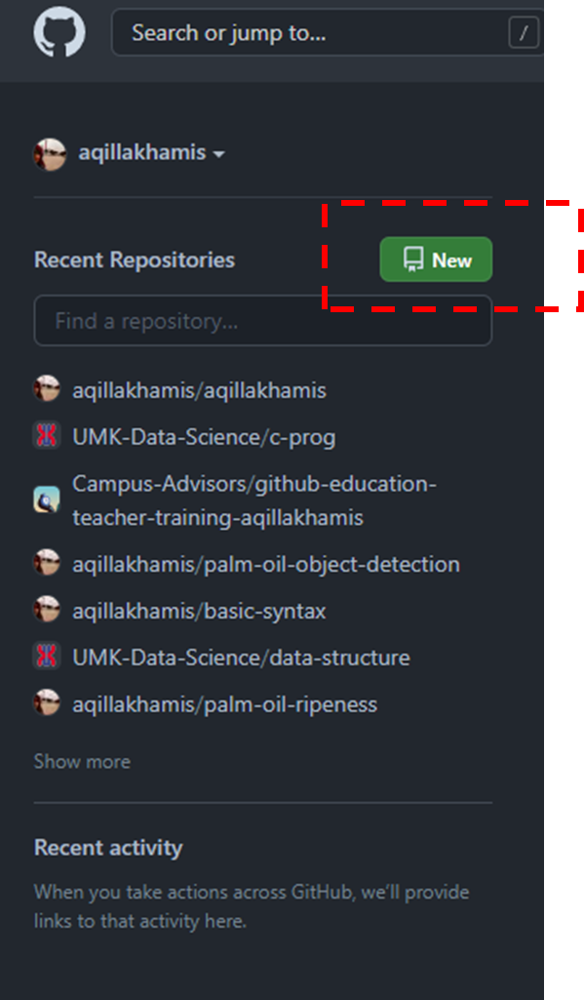 Search or jump to...
/
aqillakhamis
Recent Repositories
New
Find a repository...
aqillakhamis/aqillakhamis
UMK-Data-Science/c-prog
Campus-Advisors/github-education-
teacher-training-aqillakhamis
aqillakhamis/palm-oil-object-detection
aqillakhamis/basic-syntax
UMK-Data-Science/data-structure
aqillakhamis/palm-oil-ripeness
Show more
Recent activity
When you take actions across GitHub, we’ll provide
links to that activity here.